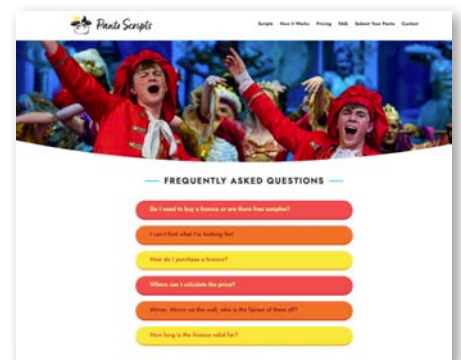 Panto Scripts
Scripts How it Works Pricing FAQ Submit Your Panto Contact
FREQUENTLY ASKED QUESTIONS
Do I need to buy a licence or are there free samples?
I can't find what I'm looking for!
How do I purchase a licence?
Where can I calculate the price?
Mirror, Mirror on the wall, who is the fairest of them all?
How long is the licence valid for?